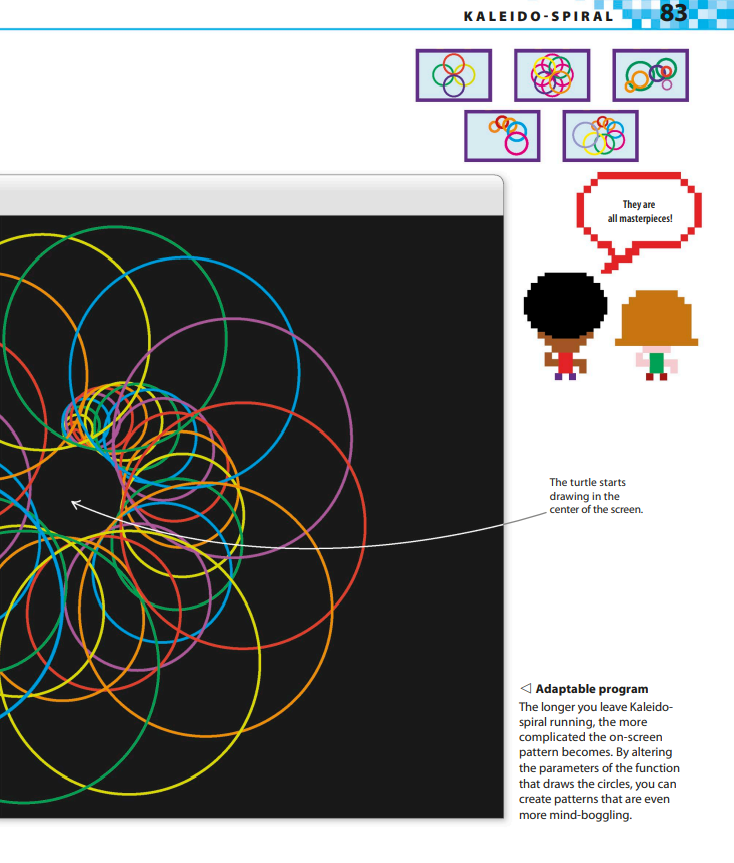 KALEIDO-SPIRAL 83
They are
all masterpieces!
The turtle starts
drawing in the
center of the screen.
◁ Adaptable program
The longer you leave Kaleido-
spiral running, the more
complicated the on-screen
pattern becomes. By altering
the parameters of the function
that draws the circles, you can
create patterns that are even
more mind-boggling.